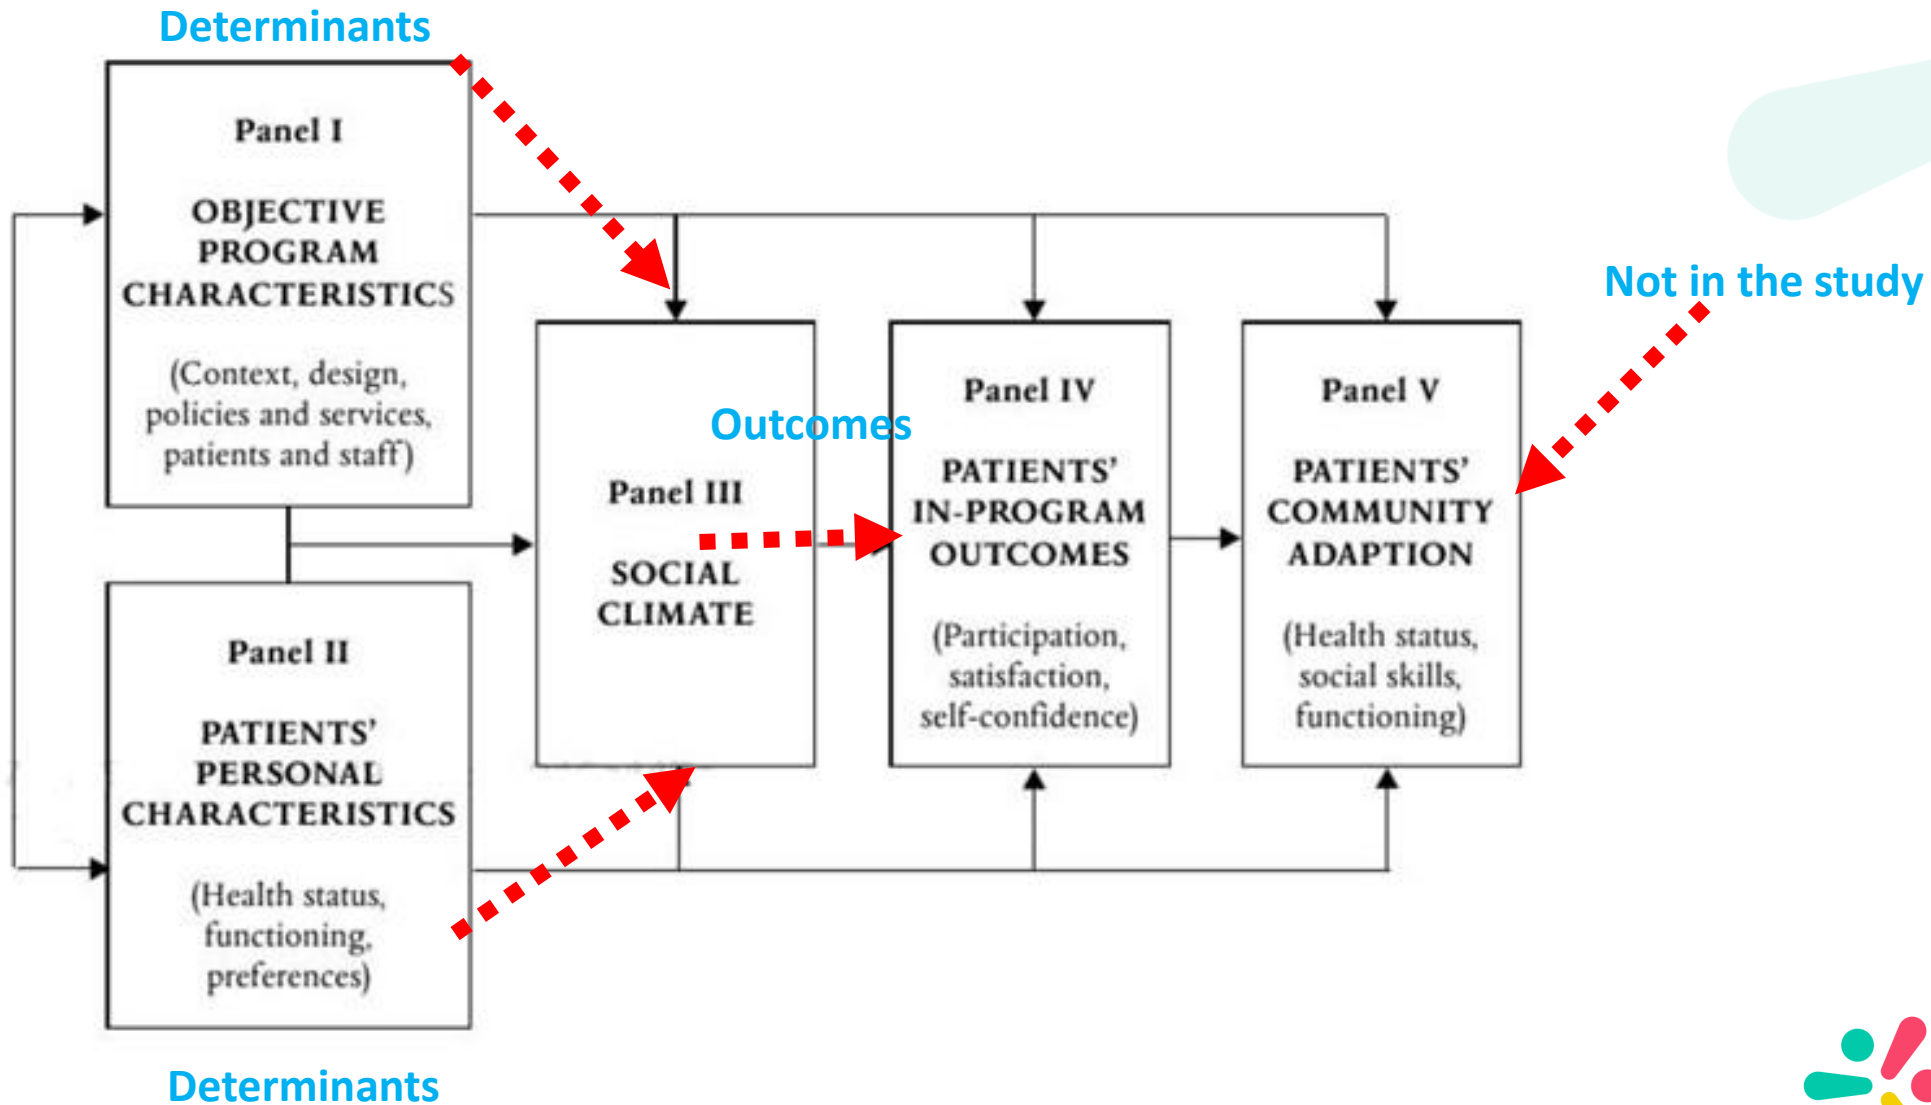 Determinants
Panel I
OBJECTIVE
PROGRAM
CHARACTERISTICS
(Context, design,
policies and services,
patients and staff)
Panel II
PATIENTS’
PERSONAL
CHARACTERISTICS
(Health status,
functioning,
preferences)
Determinants
Panel III
SOCIAL
CLIMATE
Outcomes
Panel IV
PATIENTS’
IN-PROGRAM
OUTCOMES
(Participation,
satisfaction,
self-confidence)
Panel V
PATIENTS’
COMMUNITY
ADAPTION
(Health status,
social skills,
functioning)
Not in the study